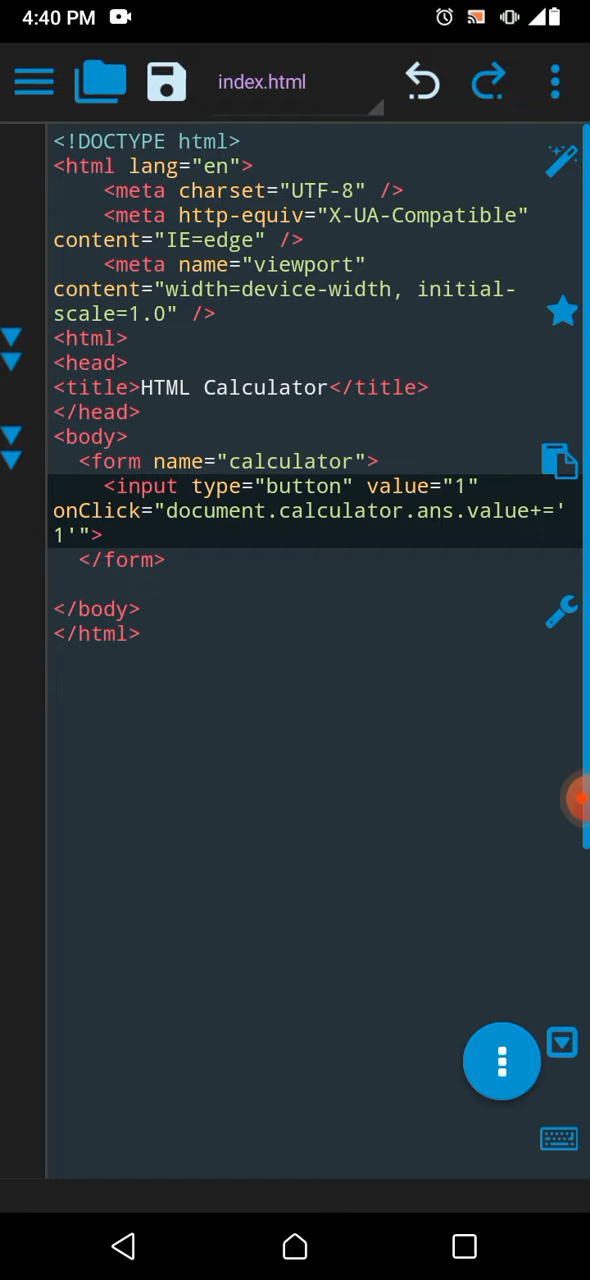 4:40 PM
index.html
<!DOCTYPE html>
<html lang="en">
    <meta charset="UTF-8" />
    <meta http-equiv="X-UA-Compatible"
content="IE=edge" />
    <meta name="viewport"
content="width=device-width, initial-
scale=1.0" />
<html>
<head>
<title>HTML Calculator</title>
</head>
<body>
  <form name="calculator">
    <input type="button" value="1"
onClick="document.calculator.ans.value+='
1'">
  </form>
</body>
</html>